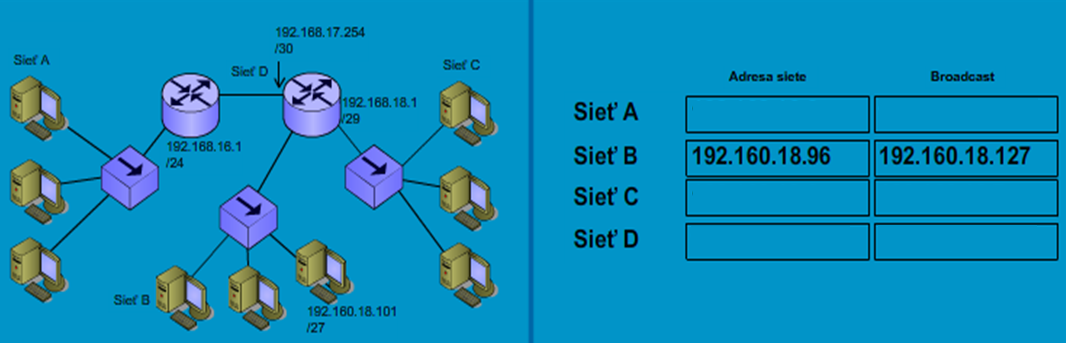 192.168.17.254
/30
Sieť A
Sieť D
Sieť C
192.168.18.1
/29
192.168.16.1
/24
Sieť B
192.160.18.101
/27
Adresa siete
Broadcast
Sieť A
Sieť B
192.160.18.96
192.160.18.127
Sieť C
Sieť D